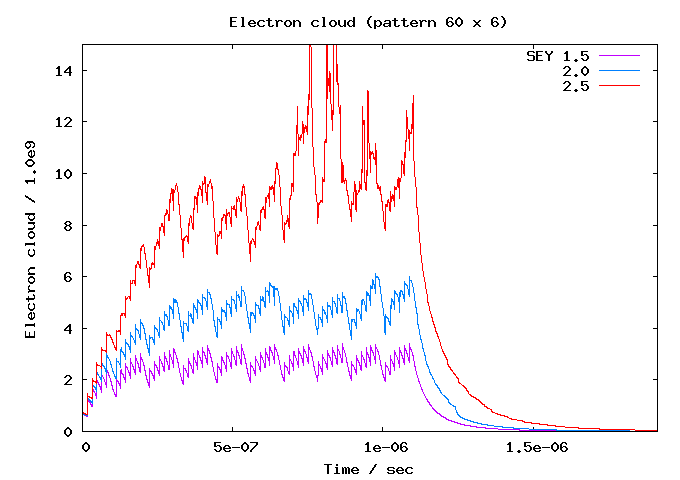 Electron cloud (pattern 60 x 6)
SEY 1.5
2.0
2.5
14
12
10
8
6
4
2
0
Electron cloud / 1.0e9
0 5e-07 1e-06 1.5e-06
Time / sec